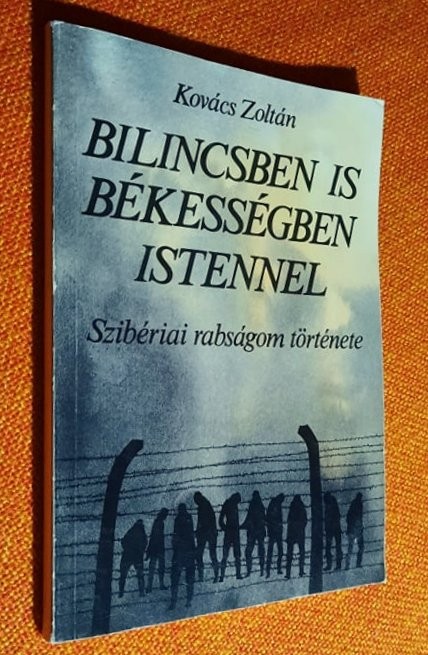 Kovács Zoltán
BILINCSBEN IS
BÉKESSÉGBEN
ISTENNEL
Szibériai rabságom története